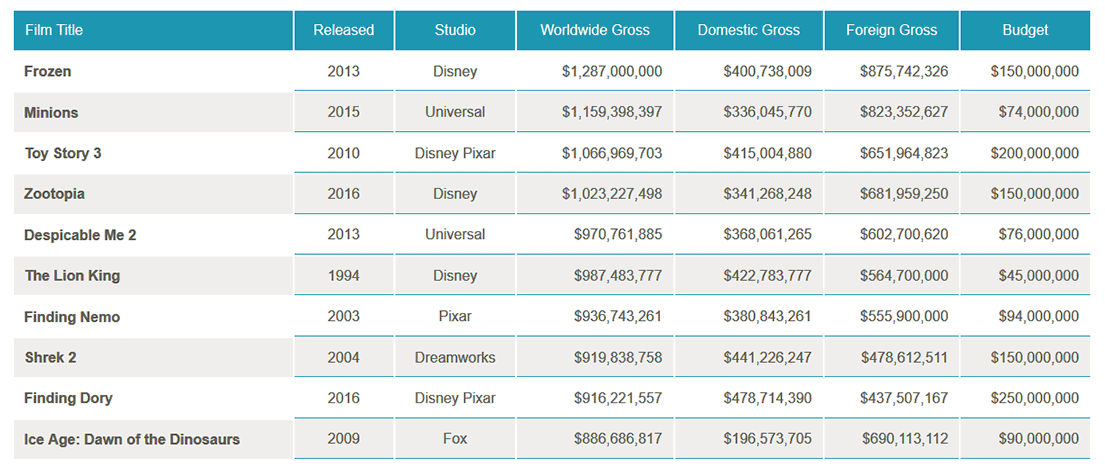 Film Title Released Studio Worldwide Gross Domestic Gross Foreign Gross Budget
Frozen 2013 Disney $1,287,000,000 $400,738,009 $875,742,326 $150,000,000
Minions 2015 Universal $1,159,398,397 $336,045,770 $823,352,627 $74,000,000
Toy Story 3 2010 Disney Pixar $1,066,969,703 $415,004,880 $651,964,823 $200,000,000
Zootopia 2016 Disney $1,023,227,498 $341,268,248 $681,959,250 $150,000,000
Despicable Me 2 2013 Universal $970,761,885 $368,061,265 $602,700,620 $76,000,000
The Lion King 1994 Disney $987,483,777 $422,783,777 $564,700,000 $45,000,000
Finding Nemo 2003 Pixar $936,743,261 $380,843,261 $555,900,000 $94,000,000
Shrek 2 2004 Dreamworks $919,838,758 $441,226,247 $478,612,511 $150,000,000
Finding Dory 2016 Disney Pixar $916,221,557 $478,714,390 $437,507,167 $250,000,000
Ice Age: Dawn of the Dinosaurs 2009 Fox $886,686,817 $196,573,705 $690,113,112 $90,000,000